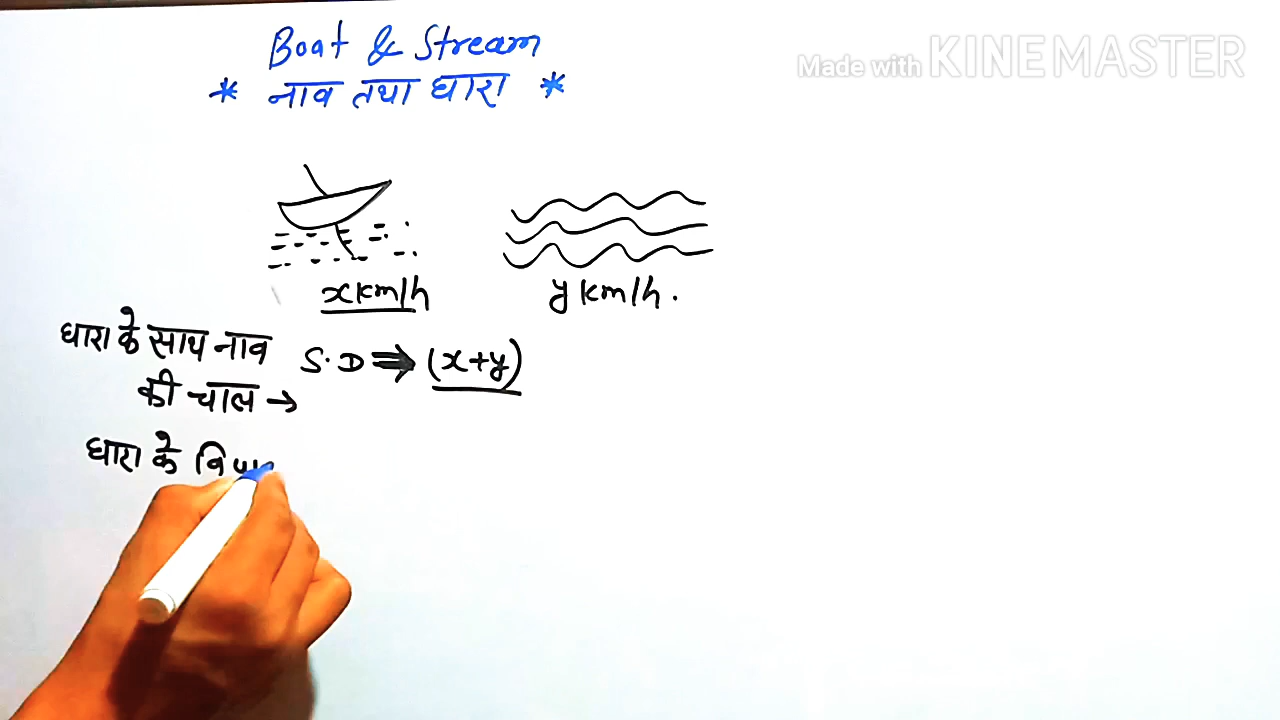 Boat & Stream
* नाव तथा धारा *
Made with KINEMASTER
x km/h
y km/h.
धारा के साथ नाव
की चाल →
S.D ⇒ (x+y)
धारा के